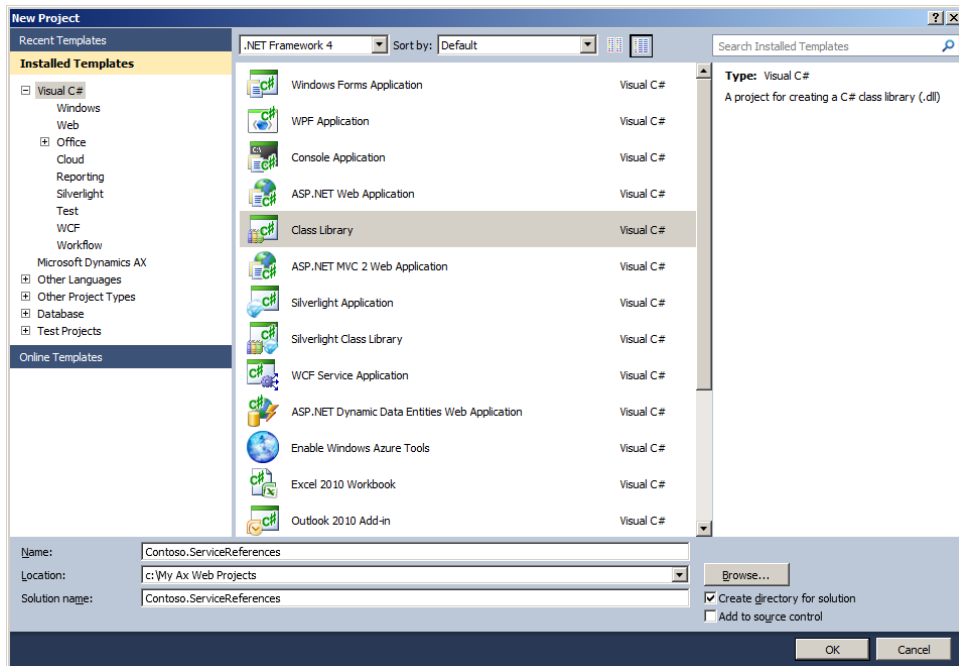 New Project
Recent Templates
Installed Templates
Visual C#
Windows
Web
Office
Cloud
Reporting
Silverlight
Test
WCF
Workflow
Microsoft Dynamics AX
Other Languages
Other Project Types
Database
Test Projects
Online Templates
.NET Framework 4 Sort by: Default
Windows Forms Application Visual C#
WPF Application Visual C#
Console Application Visual C#
ASP.NET Web Application Visual C#
Class Library Visual C#
ASP.NET MVC 2 Web Application Visual C#
Silverlight Application Visual C#
Silverlight Class Library Visual C#
WCF Service Application Visual C#
ASP.NET Dynamic Data Entities Web Application Visual C#
Enable Windows Azure Tools Visual C#
Excel 2010 Workbook Visual C#
Outlook 2010 Add-in Visual C#
Search Installed Templates
Type: Visual C#
A project for creating a C# class library (.dll)
Name: Contoso.ServiceReferences
Location: c:\My Ax Web Projects Browse...
Solution name: Contoso.ServiceReferences Create directory for solution
Add to source control
OK Cancel